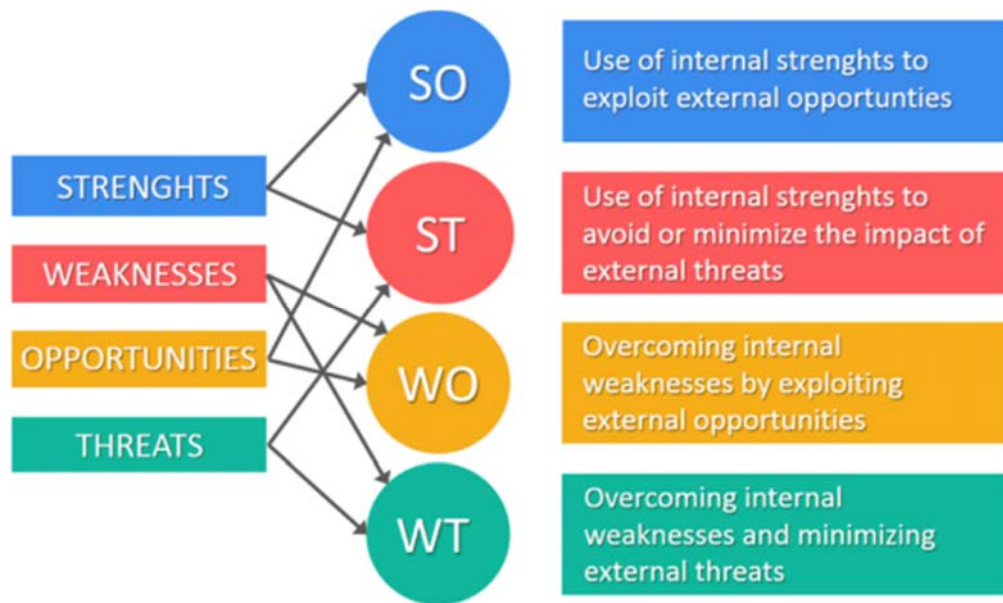 STRENGHTS
WEAKNESSES
OPPORTUNITIES
THREATS
SO
ST
WO
WT
Use of internal strenghts to
exploit external opportunties
Use of internal strenghts to
avoid or minimize the impact of
external threats
Overcoming internal
weaknesses by exploiting
external opportunities
Overcoming internal
weaknesses and minimizing
external threats